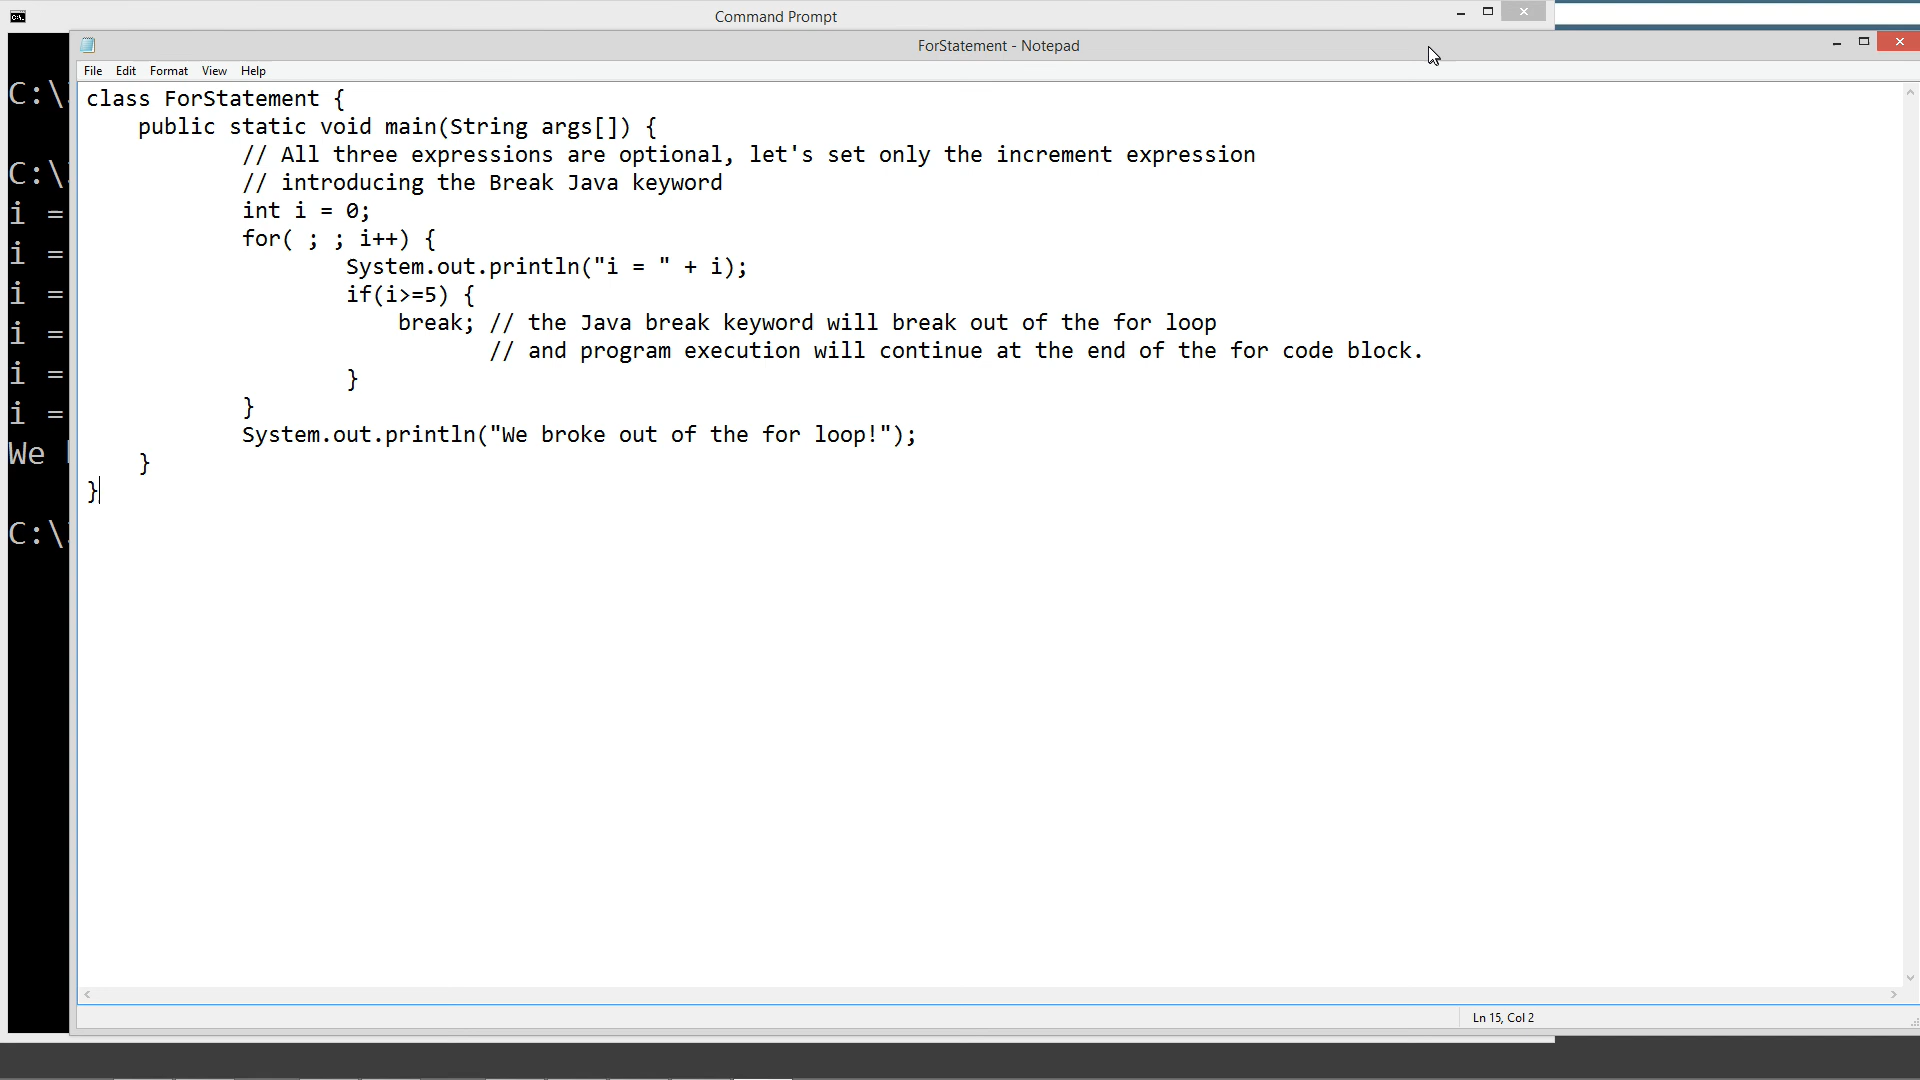 Command Prompt
ForStatement - Notepad
File Edit Format View Help
class ForStatement {
public static void main(String args[]) {
// All three expressions are optional, let's set only the increment expression
// introducing the Break Java keyword
int i = 0;
for( ; ; i++) {
System.out.println("i = " + i);
if(i>=5) {
break; // the Java break keyword will break out of the for loop
// and program execution will continue at the end of the for code block.
}
}
System.out.println("We broke out of the for loop!");
}
}
C:\
C:\
i =
i =
i =
i =
i =
i =
We
C:\
Ln 15, Col 2